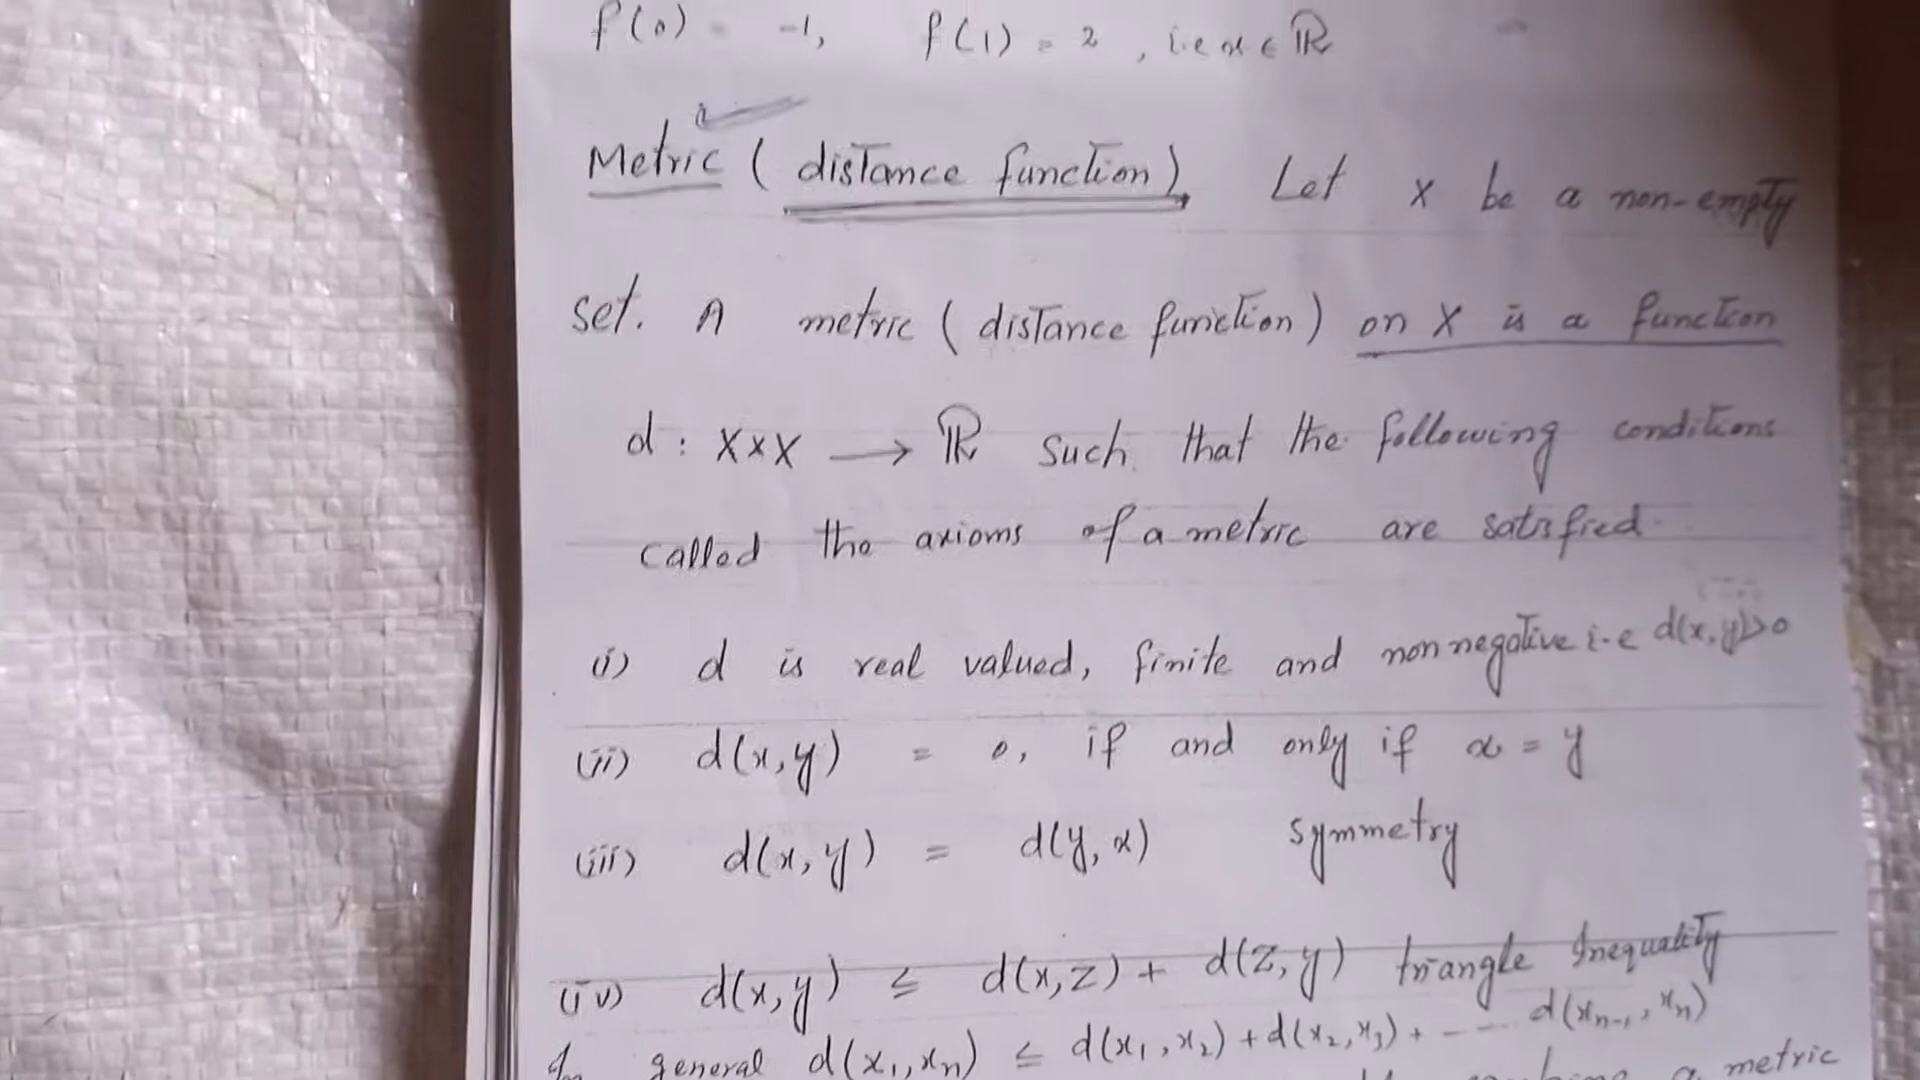 f(0) = -1, f(1) = 2, i.e x ∈ ℝ
Metric (distance function) Let X be a non-empty
set. A metric (distance function) on X is a function
d : X×X ⟶ ℝ such that the following conditions
called the axioms of a metric are satisfied.
(i) d is real valued, finite and non negative i.e d(x,y)>0
(ii) d(x,y) = 0, if and only if x = y
(iii) d(x,y) = d(y,x) symmetry
(iv) d(x,y) ≤ d(x,z) + d(z,y) triangle Inequality
In general d(x₁,xₙ) ≤ d(x₁,x₂) + d(x₂,x₃) + ----- d(xₙ₋₁, xₙ)
a metric